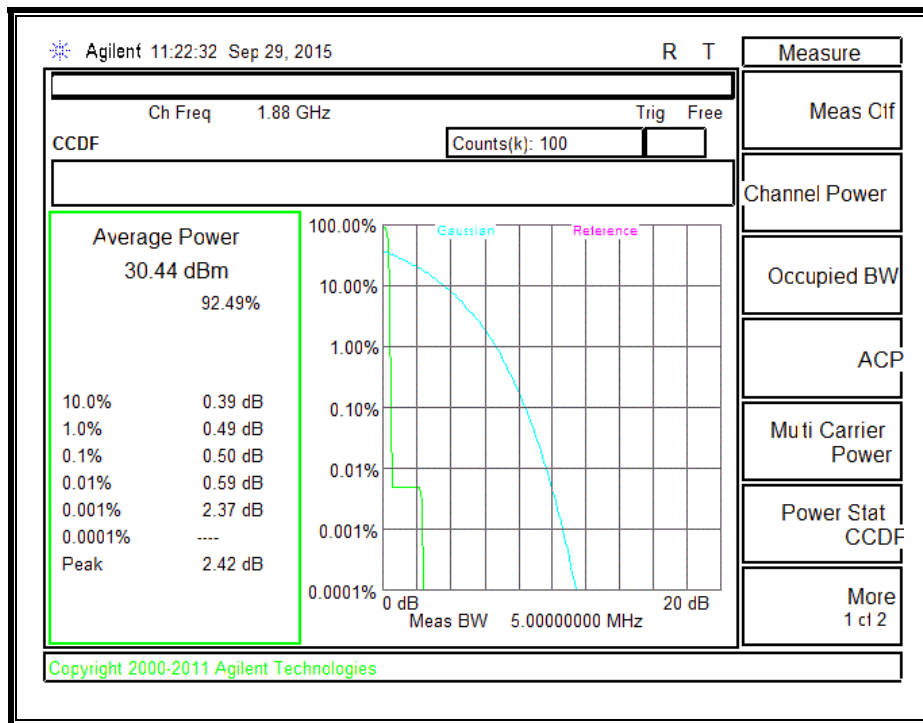 Agilent 11:22:32 Sep 29, 2015 R T
Measure
Ch Freq 1.88 GHz Trig Free
Meas Off
CCDF Counts(k): 100
Channel Power
Average Power
30.44 dBm
92.49%
10.0% 0.39 dB
1.0% 0.49 dB
0.1% 0.50 dB
0.01% 0.59 dB
0.001% 2.37 dB
0.0001% ----
Peak 2.42 dB
100.00%
10.00%
1.00%
0.10%
0.01%
0.001%
0.0001%
Gaussian Reference
0 dB 20 dB
Meas BW 5.00000000 MHz
Occupied BW
ACP
Multi Carrier
Power
Power Stat
CCDF
More
1 of 2
Copyright 2000-2011 Agilent Technologies